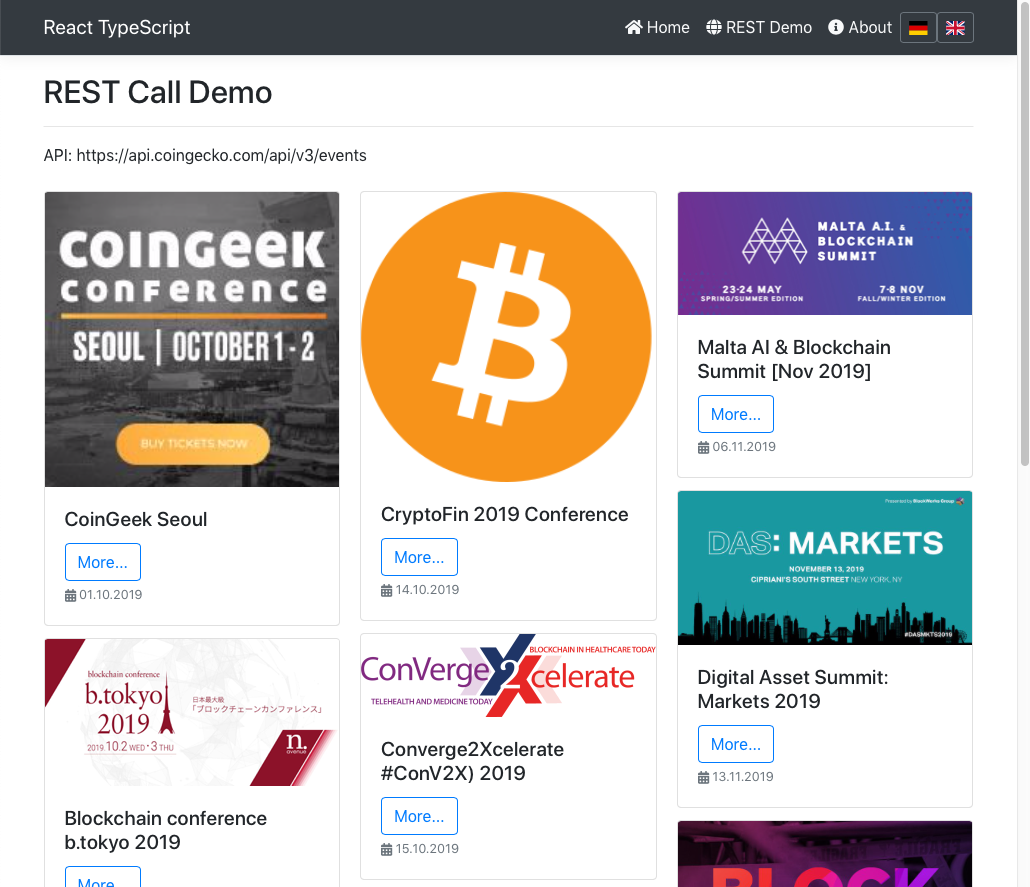 React TypeScript
Home
REST Demo
About
REST Call Demo
API: https://api.coingecko.com/api/v3/events
COINGEEK
CONFERENCE
SEOUL | OCTOBER 1 - 2
BUY TICKETS NOW
CoinGeek Seoul
More...
01.10.2019
blockchain conference
b.tokyo
2019
2019.10.2 WED - 3 THU
日本最大級
「ブロックチェーンカンファレンス」
n.
avenue
Blockchain conference
b.tokyo 2019
More...
CryptoFin 2019 Conference
More...
14.10.2019
BLOCKCHAIN IN HEALTHCARE TODAY
ConVerge2Xcelerate
TELEHEALTH AND MEDICINE TODAY
Converge2Xcelerate
#ConV2X) 2019
More...
15.10.2019
MALTA A.I. &
BLOCKCHAIN
SUMMIT
23-24 MAY
SPRING/SUMMER EDITION
7-8 NOV
FALL/WINTER EDITION
Malta AI & Blockchain
Summit [Nov 2019]
More...
06.11.2019
Presented by BlockWorks Group
DAS: MARKETS
NOVEMBER 13, 2019
CIPRIANI'S SOUTH STREET NEW YORK, NY
#DASMKTS2019
Digital Asset Summit:
Markets 2019
More...
13.11.2019
BLOCK